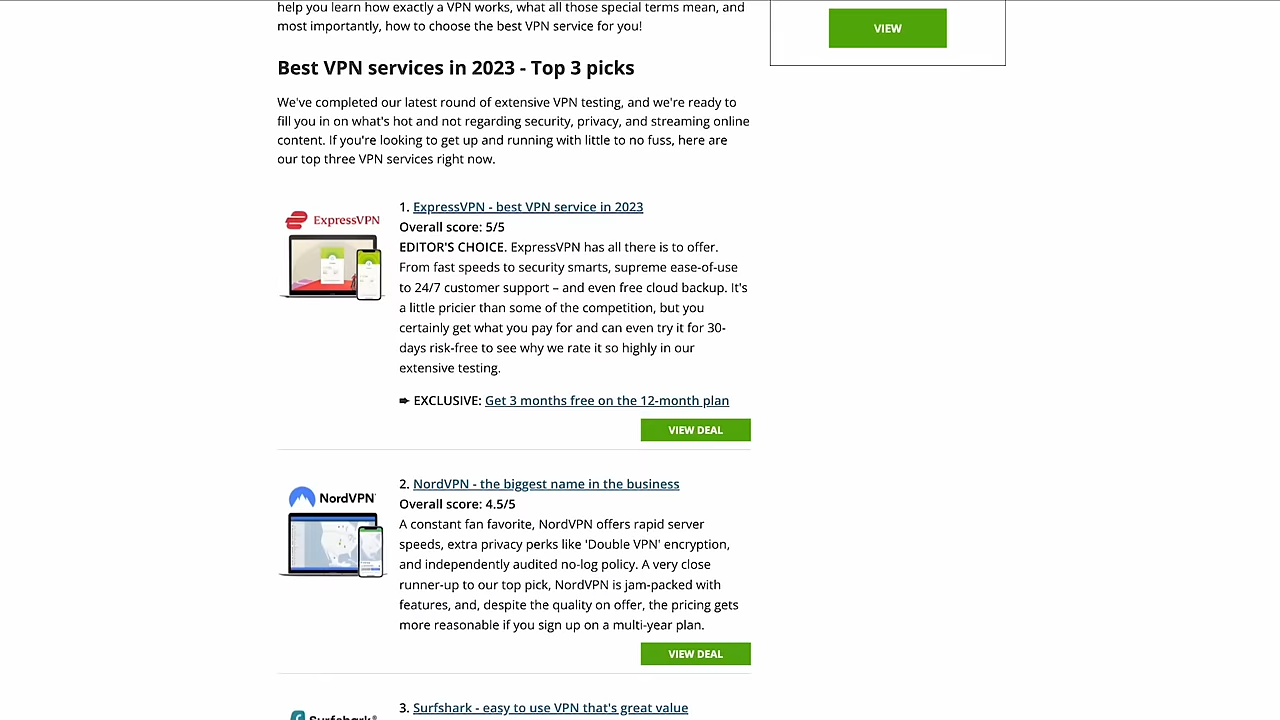 help you learn how exactly a VPN works, what all those special terms mean, and
most importantly, how to choose the best VPN service for you!
VIEW
Best VPN services in 2023 - Top 3 picks
We've completed our latest round of extensive VPN testing, and we're ready to
fill you in on what's hot and not regarding security, privacy, and streaming online
content. If you're looking to get up and running with little to no fuss, here are
our top three VPN services right now.
ExpressVPN
1. ExpressVPN - best VPN service in 2023
Overall score: 5/5
EDITOR'S CHOICE. ExpressVPN has all there is to offer.
From fast speeds to security smarts, supreme ease-of-use
to 24/7 customer support – and even free cloud backup. It's
a little pricier than some of the competition, but you
certainly get what you pay for and can even try it for 30-
days risk-free to see why we rate it so highly in our
extensive testing.
➨ EXCLUSIVE: Get 3 months free on the 12-month plan
VIEW DEAL
NordVPN
2. NordVPN - the biggest name in the business
Overall score: 4.5/5
A constant fan favorite, NordVPN offers rapid server
speeds, extra privacy perks like 'Double VPN' encryption,
and independently audited no-log policy. A very close
runner-up to our top pick, NordVPN is jam-packed with
features, and, despite the quality on offer, the pricing gets
more reasonable if you sign up on a multi-year plan.
VIEW DEAL
Surfshark
3. Surfshark - easy to use VPN that's great value